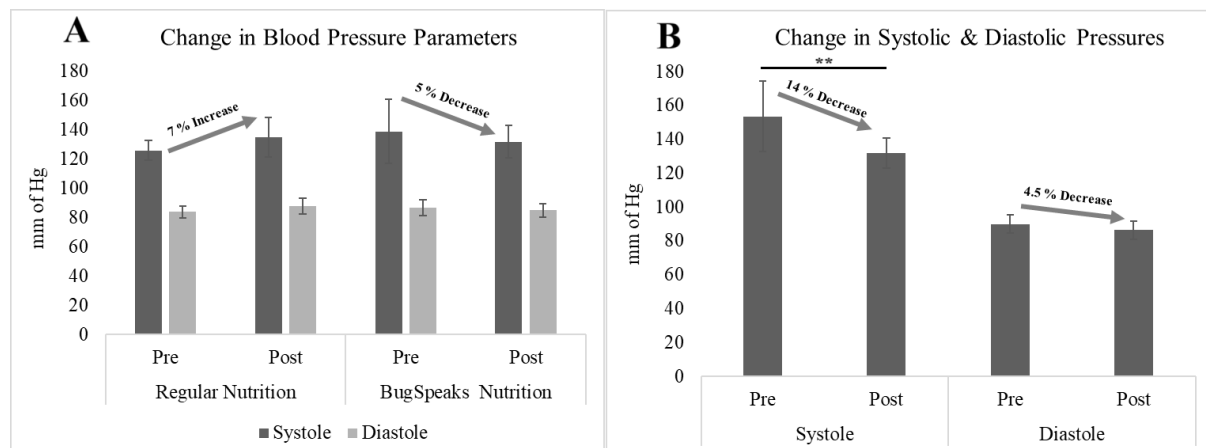 A
Change in Blood Pressure Parameters
180
160
140
120
100
80
60
40
20
0
mm of Hg
7 % Increase
5 % Decrease
Pre
Post
Pre
Post
Regular Nutrition
BugSpeaks Nutrition
Systole
Diastole
B
Change in Systolic & Diastolic Pressures
**
180
160
140
120
100
80
60
40
20
0
mm of Hg
14 % Decrease
4.5 % Decrease
Pre
Post
Pre
Post
Systole
Diastole